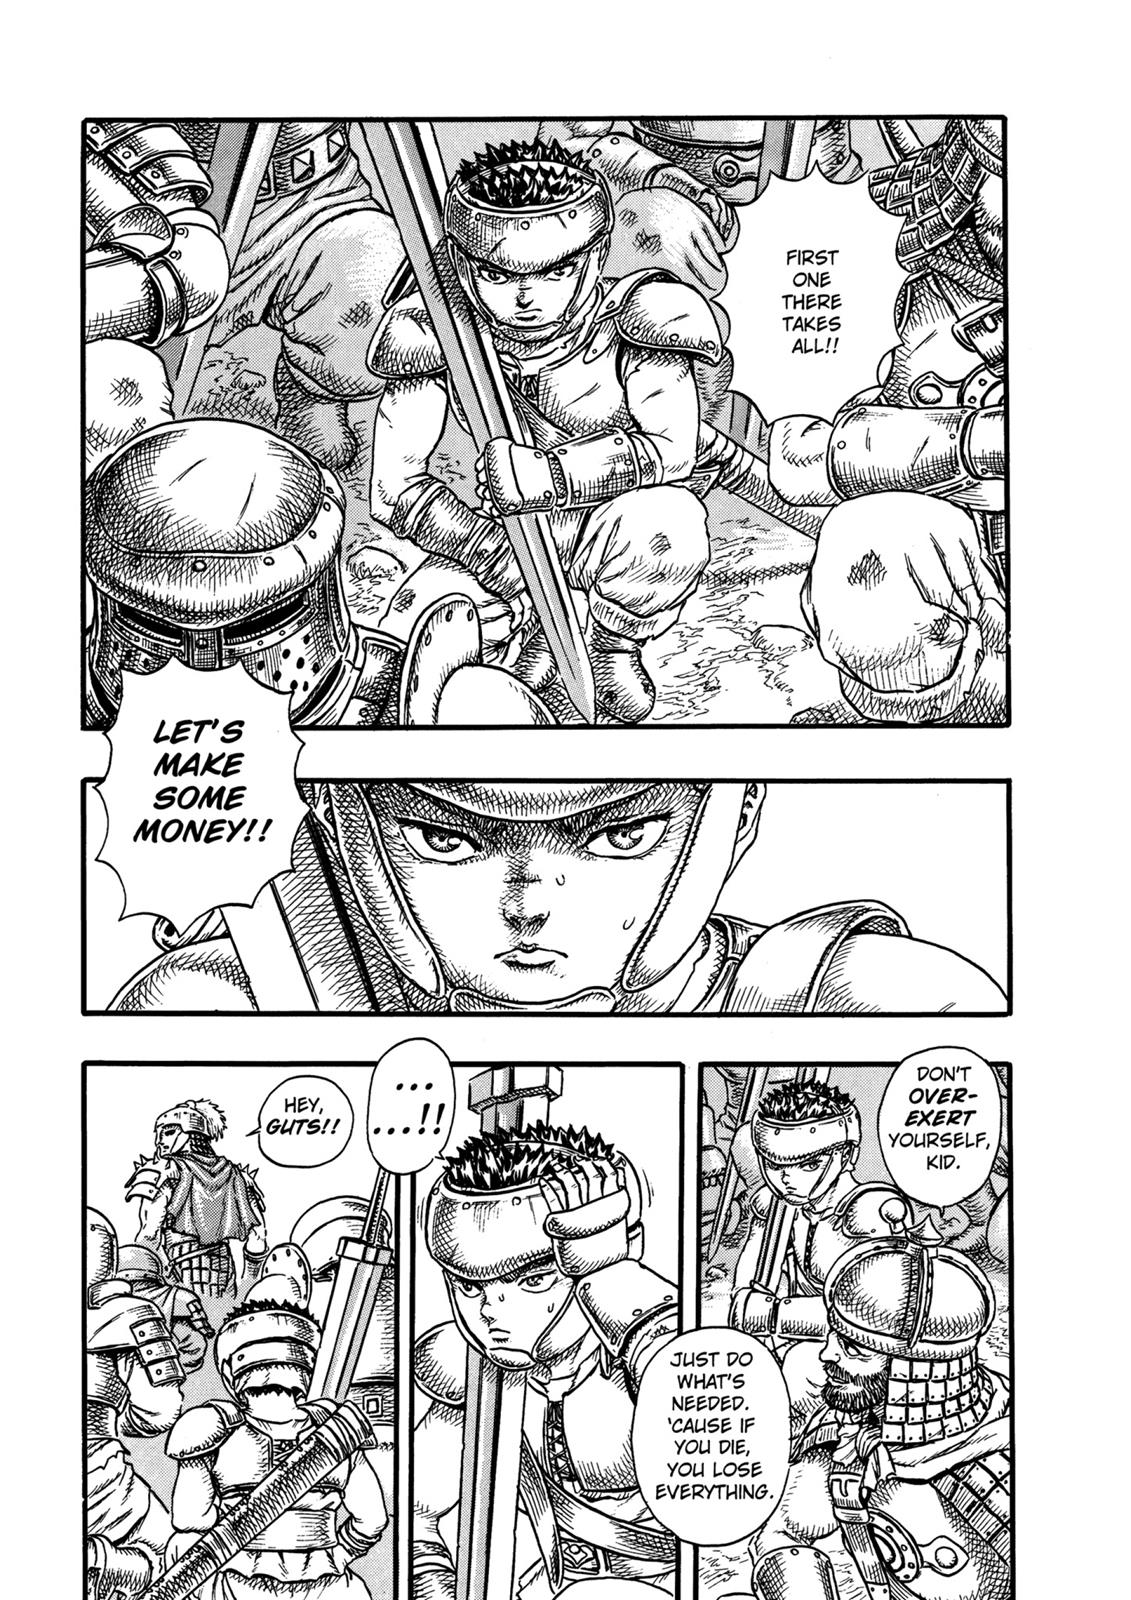 FIRST
ONE
THERE
TAKES
ALL!!
LET'S
MAKE
SOME
MONEY!!
DON'T
OVER-
EXERT
YOURSELF,
KID.
JUST DO
WHAT'S
NEEDED.
'CAUSE IF
YOU DIE,
YOU LOSE
EVERYTHING.
...
...!!
HEY,
GUTS!!